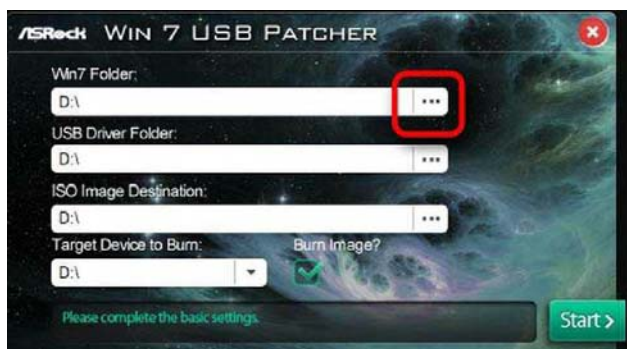 ASRock WIN 7 USB PATCHER
Win7 Folder:
D:\
USB Driver Folder:
D:\
ISO Image Destination:
D:\
Target Device to Burn: Burn Image?
D:\
Please complete the basic settings.
Start >